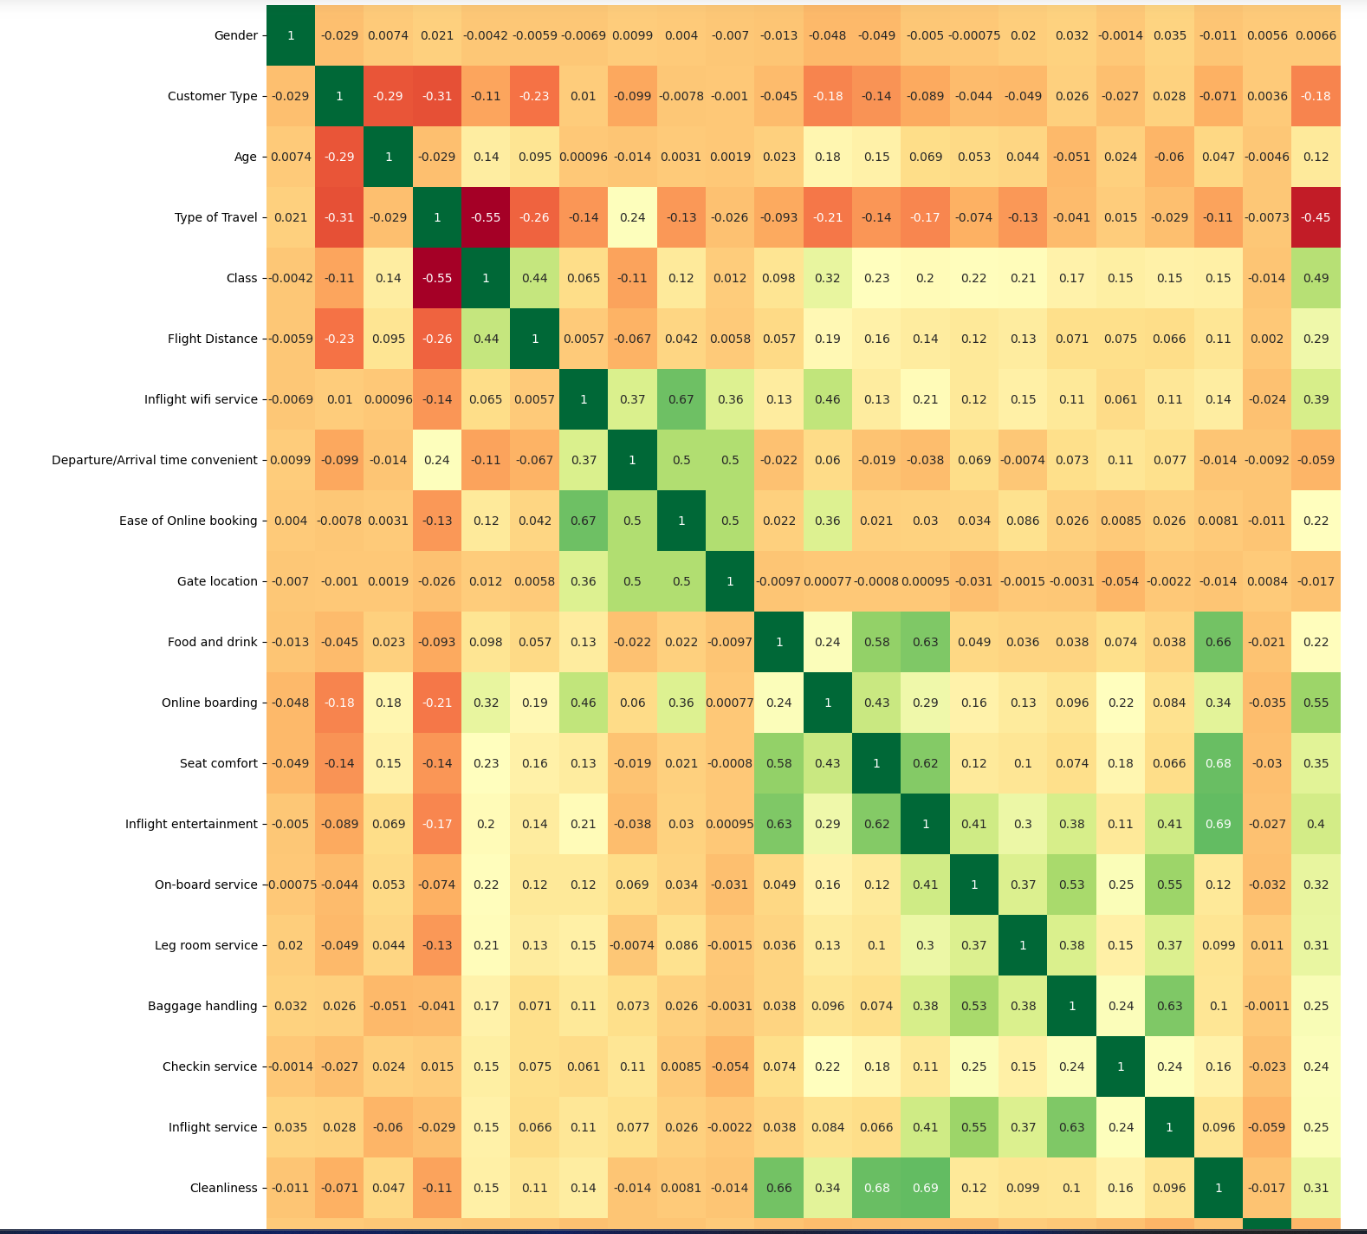 Gender 1 -0.029 0.0074 0.021 -0.0042 -0.0059 -0.0069 0.0099 0.004 -0.007 -0.013 -0.048 -0.049 -0.005 -0.00075 0.02 0.032 -0.0014 0.035 -0.011 0.0056 0.0066
Customer Type -0.029 1 -0.29 -0.31 -0.11 -0.23 0.01 -0.099 -0.0078 -0.001 -0.045 -0.18 -0.14 -0.089 -0.044 -0.049 0.026 -0.027 0.028 -0.071 0.0036 -0.18
Age 0.0074 -0.29 1 -0.029 0.14 0.095 0.00096 -0.014 0.0031 0.0019 0.023 0.18 0.15 0.069 0.053 0.044 -0.051 0.024 -0.06 0.047 -0.0046 0.12
Type of Travel 0.021 -0.31 -0.029 1 -0.55 -0.26 -0.14 0.24 -0.13 -0.026 -0.093 -0.21 -0.14 -0.17 -0.074 -0.13 -0.041 0.015 -0.029 -0.11 -0.0073 -0.45
Class -0.0042 -0.11 0.14 -0.55 1 0.44 0.065 -0.11 0.12 0.012 0.098 0.32 0.23 0.2 0.22 0.21 0.17 0.15 0.15 0.15 -0.014 0.49
Flight Distance -0.0059 -0.23 0.095 -0.26 0.44 1 0.0057 -0.067 0.042 0.0058 0.057 0.19 0.16 0.14 0.12 0.13 0.071 0.075 0.066 0.11 0.002 0.29
Inflight wifi service -0.0069 0.01 0.00096 -0.14 0.065 0.0057 1 0.37 0.67 0.36 0.13 0.46 0.13 0.21 0.12 0.15 0.11 0.061 0.11 0.14 -0.024 0.39
Departure/Arrival time convenient 0.0099 -0.099 -0.014 0.24 -0.11 -0.067 0.37 1 0.5 0.5 -0.022 0.06 -0.019 -0.038 0.069 -0.0074 0.073 0.11 0.077 -0.014 -0.0092 -0.059
Ease of Online booking 0.004 -0.0078 0.0031 -0.13 0.12 0.042 0.67 0.5 1 0.5 0.022 0.36 0.021 0.03 0.034 0.086 0.026 0.0085 0.026 0.0081 -0.011 0.22
Gate location -0.007 -0.001 0.0019 -0.026 0.012 0.0058 0.36 0.5 0.5 1 -0.0097 0.00077 -0.0008 0.00095 -0.031 -0.0015 -0.0031 -0.054 -0.0022 -0.014 0.0084 -0.017
Food and drink -0.013 -0.045 0.023 -0.093 0.098 0.057 0.13 -0.022 0.022 -0.0097 1 0.24 0.58 0.63 0.049 0.036 0.038 0.074 0.038 0.66 -0.021 0.22
Online boarding -0.048 -0.18 0.18 -0.21 0.32 0.19 0.46 0.06 0.36 0.00077 0.24 1 0.43 0.29 0.16 0.13 0.096 0.22 0.084 0.34 -0.035 0.55
Seat comfort -0.049 -0.14 0.15 -0.14 0.23 0.16 0.13 -0.019 0.021 -0.0008 0.58 0.43 1 0.62 0.12 0.1 0.074 0.18 0.066 0.68 -0.03 0.35
Inflight entertainment -0.005 -0.089 0.069 -0.17 0.2 0.14 0.21 -0.038 0.03 0.00095 0.63 0.29 0.62 1 0.41 0.3 0.38 0.11 0.41 0.69 -0.027 0.4
On-board service -0.00075 -0.044 0.053 -0.074 0.22 0.12 0.12 0.069 0.034 -0.031 0.049 0.16 0.12 0.41 1 0.37 0.53 0.25 0.55 0.12 -0.032 0.32
Leg room service 0.02 -0.049 0.044 -0.13 0.21 0.13 0.15 -0.0074 0.086 -0.0015 0.036 0.13 0.1 0.3 0.37 1 0.38 0.15 0.37 0.099 0.011 0.31
Baggage handling 0.032 0.026 -0.051 -0.041 0.17 0.071 0.11 0.073 0.026 -0.0031 0.038 0.096 0.074 0.38 0.53 0.38 1 0.24 0.63 0.1 -0.0011 0.25
Checkin service -0.0014 -0.027 0.024 0.015 0.15 0.075 0.061 0.11 0.0085 -0.054 0.074 0.22 0.18 0.11 0.25 0.15 0.24 1 0.24 0.16 -0.023 0.24
Inflight service 0.035 0.028 -0.06 -0.029 0.15 0.066 0.11 0.077 0.026 -0.0022 0.038 0.084 0.066 0.41 0.55 0.37 0.63 0.24 1 0.096 -0.059 0.25
Cleanliness -0.011 -0.071 0.047 -0.11 0.15 0.11 0.14 -0.014 0.0081 -0.014 0.66 0.34 0.68 0.69 0.12 0.099 0.1 0.16 0.096 1 -0.017 0.31